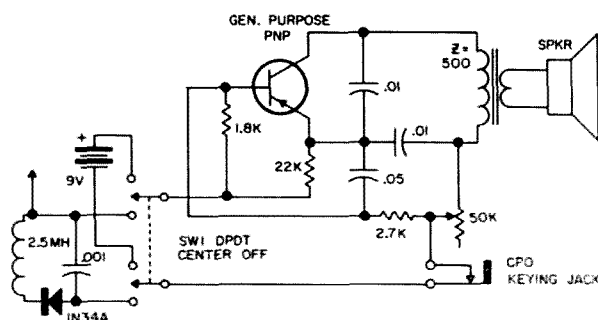 GEN. PURPOSE
PNP
Z=
500
SPKR
.01
.01
1.8K
22K
+
9V
.05
50K
2.7K
2.5MH
.001
SW1 DPDT
CENTER OFF
CPO
KEYING JACK
1N34A